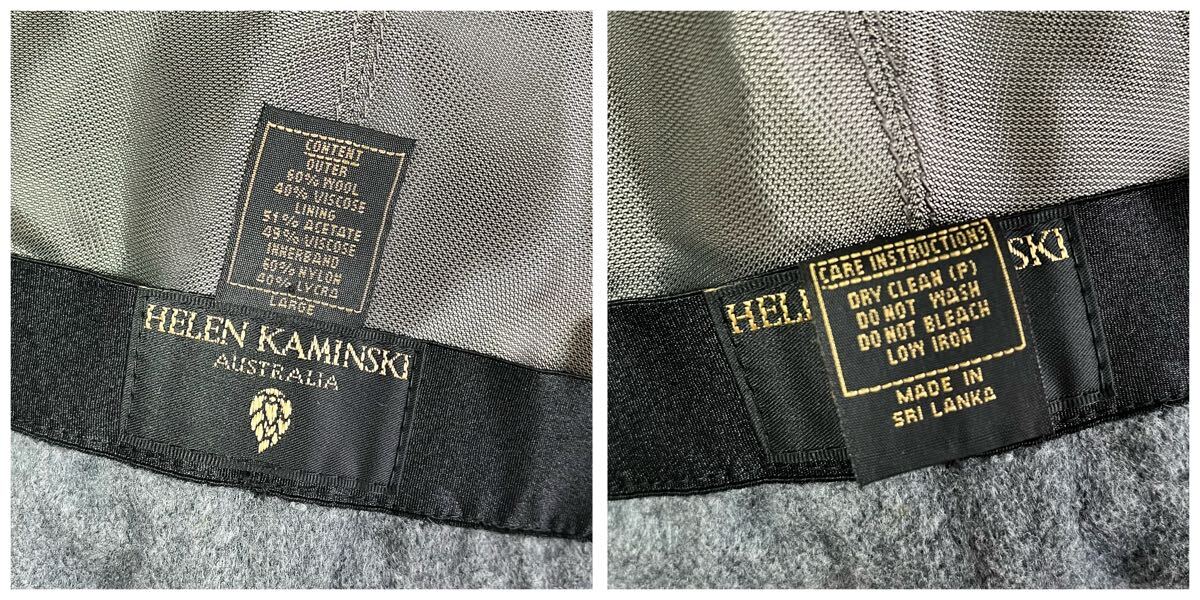 CONTENT
OUTER
60% WOOL
40% VISCOSE
LINING
51% ACETATE
49% VISCOSE
INNERBAND
60% NYLON
40% LYCRA
LARGE
HELEN KAMINSKI
AUSTRALIA
CARE INSTRUCTIONS
DRY CLEAN (P)
DO NOT WASH
DO NOT BLEACH
LOW IRON
MADE IN
SRI LANKA
HELI
SKI